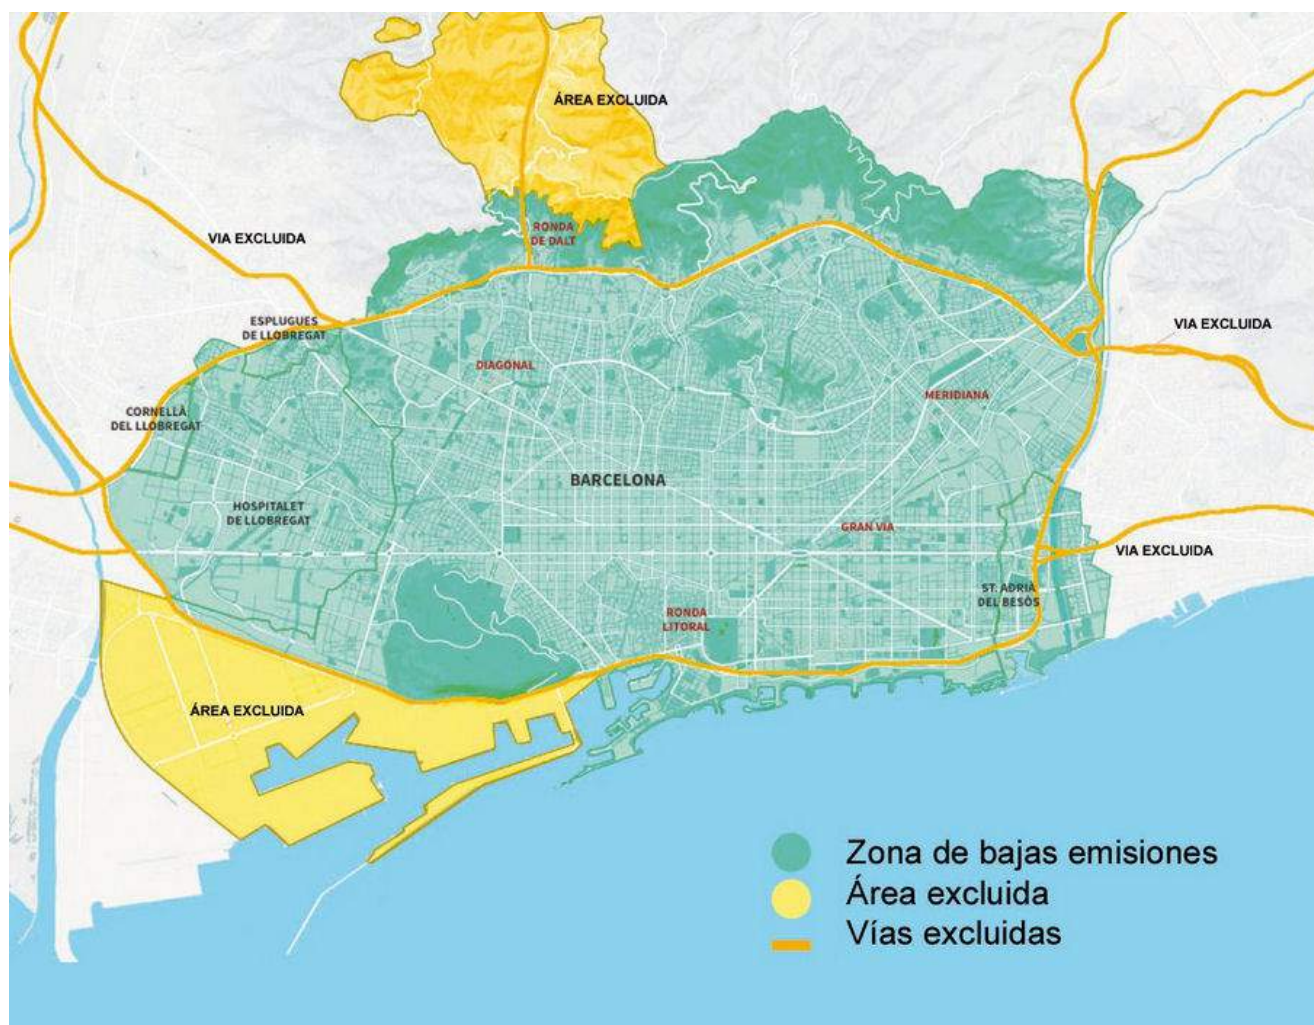 ÁREA EXCLUIDA
RONDA
DE DALT
VIA EXCLUIDA
ESPLUGUES
DE LLOBREGAT
VIA EXCLUIDA
DIAGONAL
MERIDIANA
CORNELLÀ
DEL LLOBREGAT
BARCELONA
HOSPITALET
DE LLOBREGAT
GRAN VIA
VIA EXCLUIDA
ST. ADRIÀ
DEL BESÒS
RONDA
LITORAL
ÁREA EXCLUIDA
Zona de bajas emisiones
Área excluida
Vías excluidas